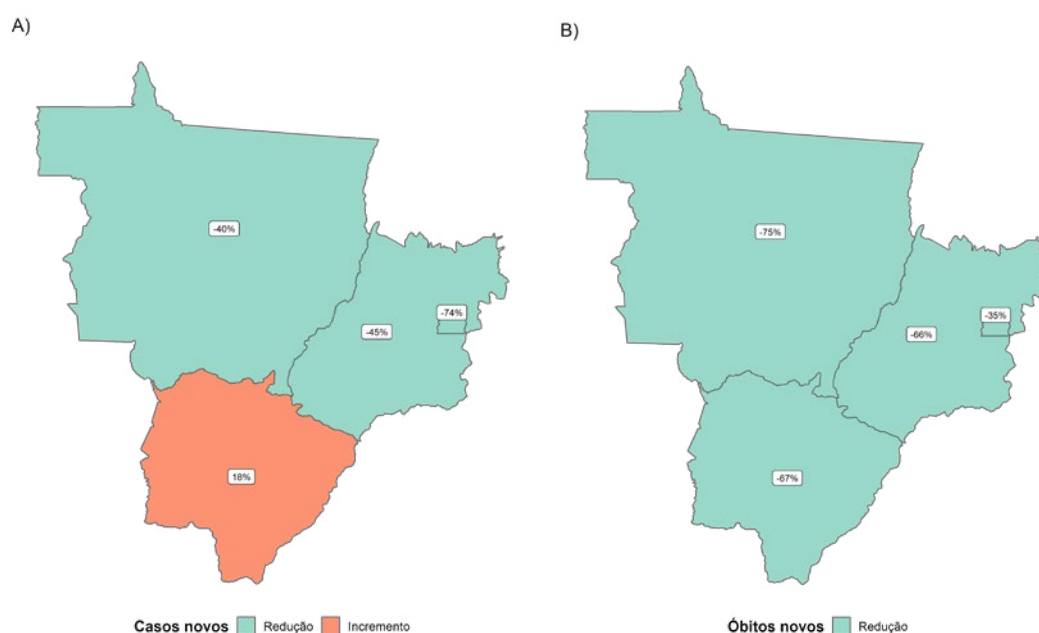 A)
B)
-40%
-74%
-45%
18%
-75%
-35%
-66%
-67%
Casos novos Redução Incremento
Óbitos novos Redução